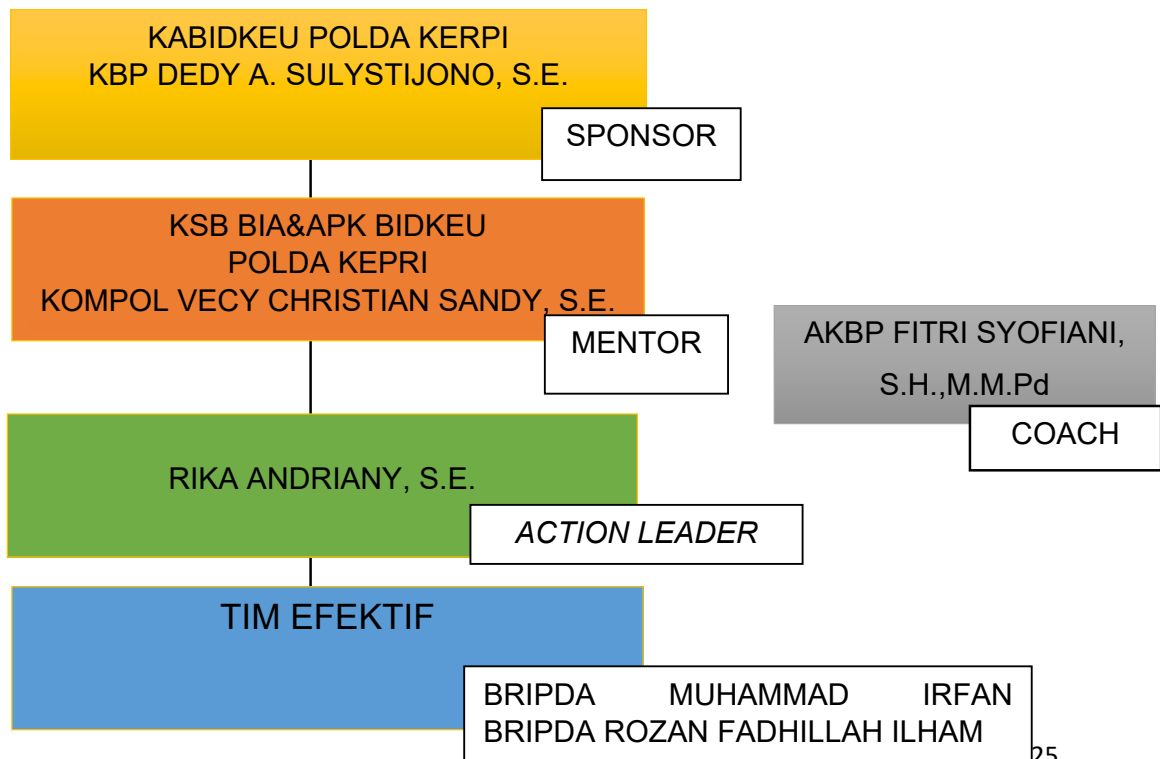 KABIDKEU POLDA KERPI
KBP DEDY A. SULYSTIJONO, S.E.
SPONSOR
KSB BIA&APK BIDKEU
POLDA KEPRI
KOMPOL VECY CHRISTIAN SANDY, S.E.
MENTOR
AKBP FITRI SYOFIANI,
S.H.,M.M.Pd
COACH
RIKA ANDRIANY, S.E.
ACTION LEADER
TIM EFEKTIF
BRIPDA MUHAMMAD IRFAN
BRIPDA ROZAN FADHILLAH ILHAM
25